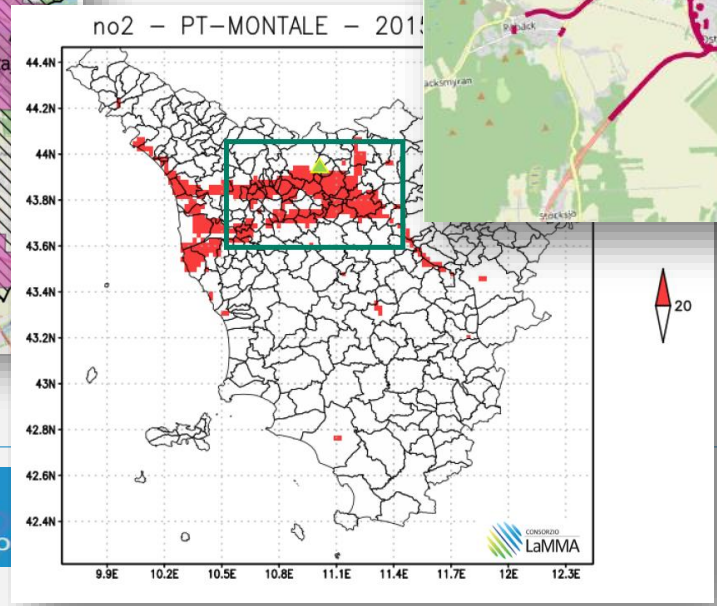 no2 – PT–MONTALE – 2015
Röbäck
Stöcksjö
44.4N
44.2N
44N
43.8N
43.6N
43.4N
43.2N
43N
42.8N
42.6N
42.4N
9.9E 10.2E 10.5E 10.8E 11.1E 11.4E 11.7E 12E 12.3E
20
CONSORZIO
LaMMA